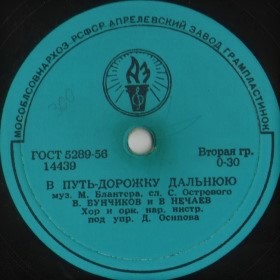 МОСОБЛСОВНАРХОЗ РСФСР АПРЕЛЕВСКИЙ ЗАВОД ГРАМПЛАСТИНОК
ГОСТ 5289-56 Вторая гр.
14439 0-30
В ПУТЬ-ДОРОЖКУ ДАЛЬНЮЮ
муз. М. Блантера, сл. С. Острового
В. БУНЧИКОВ и В НЕЧАЕВ
Хор и орк. нар. инстр.
под упр. Д. Осипова